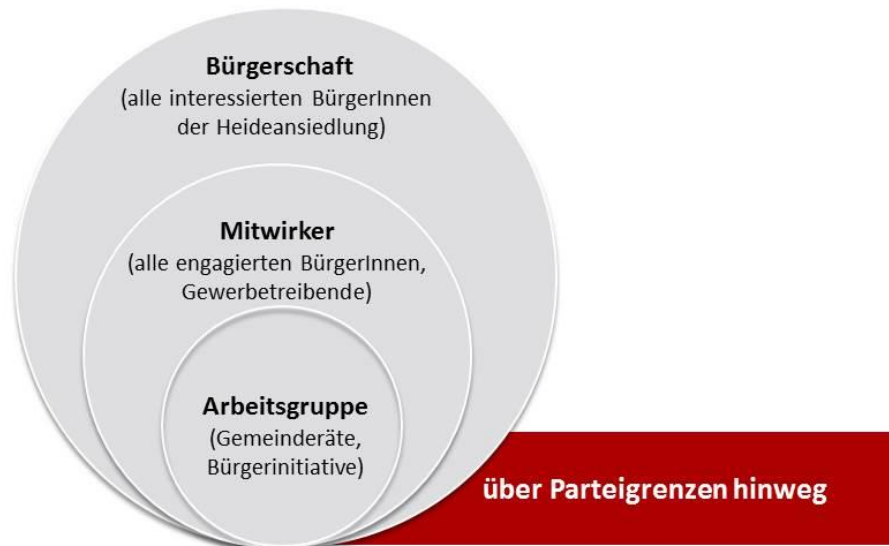 Bürgerschaft
(alle interessierten BürgerInnen
der Heideansiedlung)
Mitwirker
(alle engagierten BürgerInnen,
Gewerbetreibende)
Arbeitsgruppe
(Gemeinderäte,
Bürgerinitiative)
über Parteigrenzen hinweg